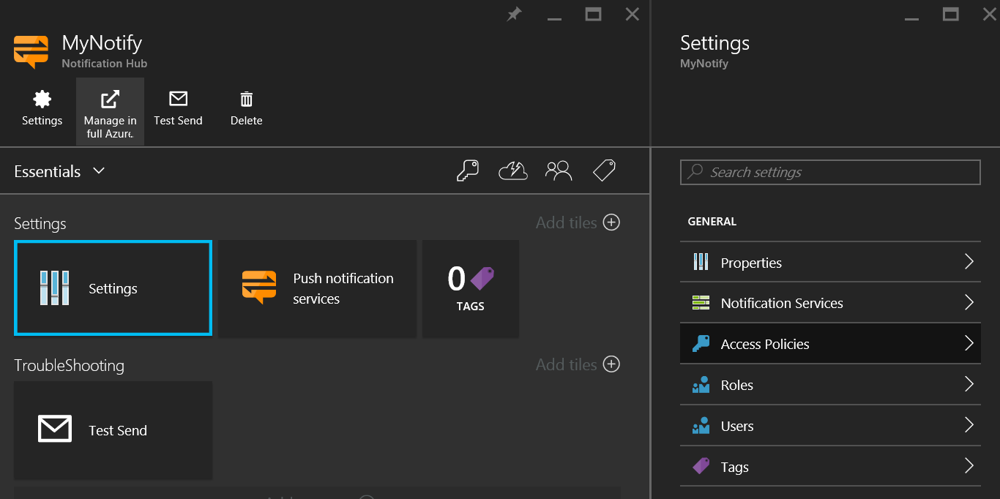 MyNotify
Notification Hub
Settings
Manage in
full Azur..
Test Send
Delete
Essentials
Settings
Add tiles
Settings
Push notification
services
0
TAGS
TroubleShooting
Add tiles
Test Send
Settings
MyNotify
Search settings
GENERAL
Properties
Notification Services
Access Policies
Roles
Users
Tags